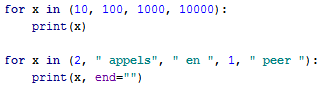 for x in (10, 100, 1000, 10000):
    print(x)

for x in (2, " appels", " en ", 1, " peer "):
    print(x, end="")